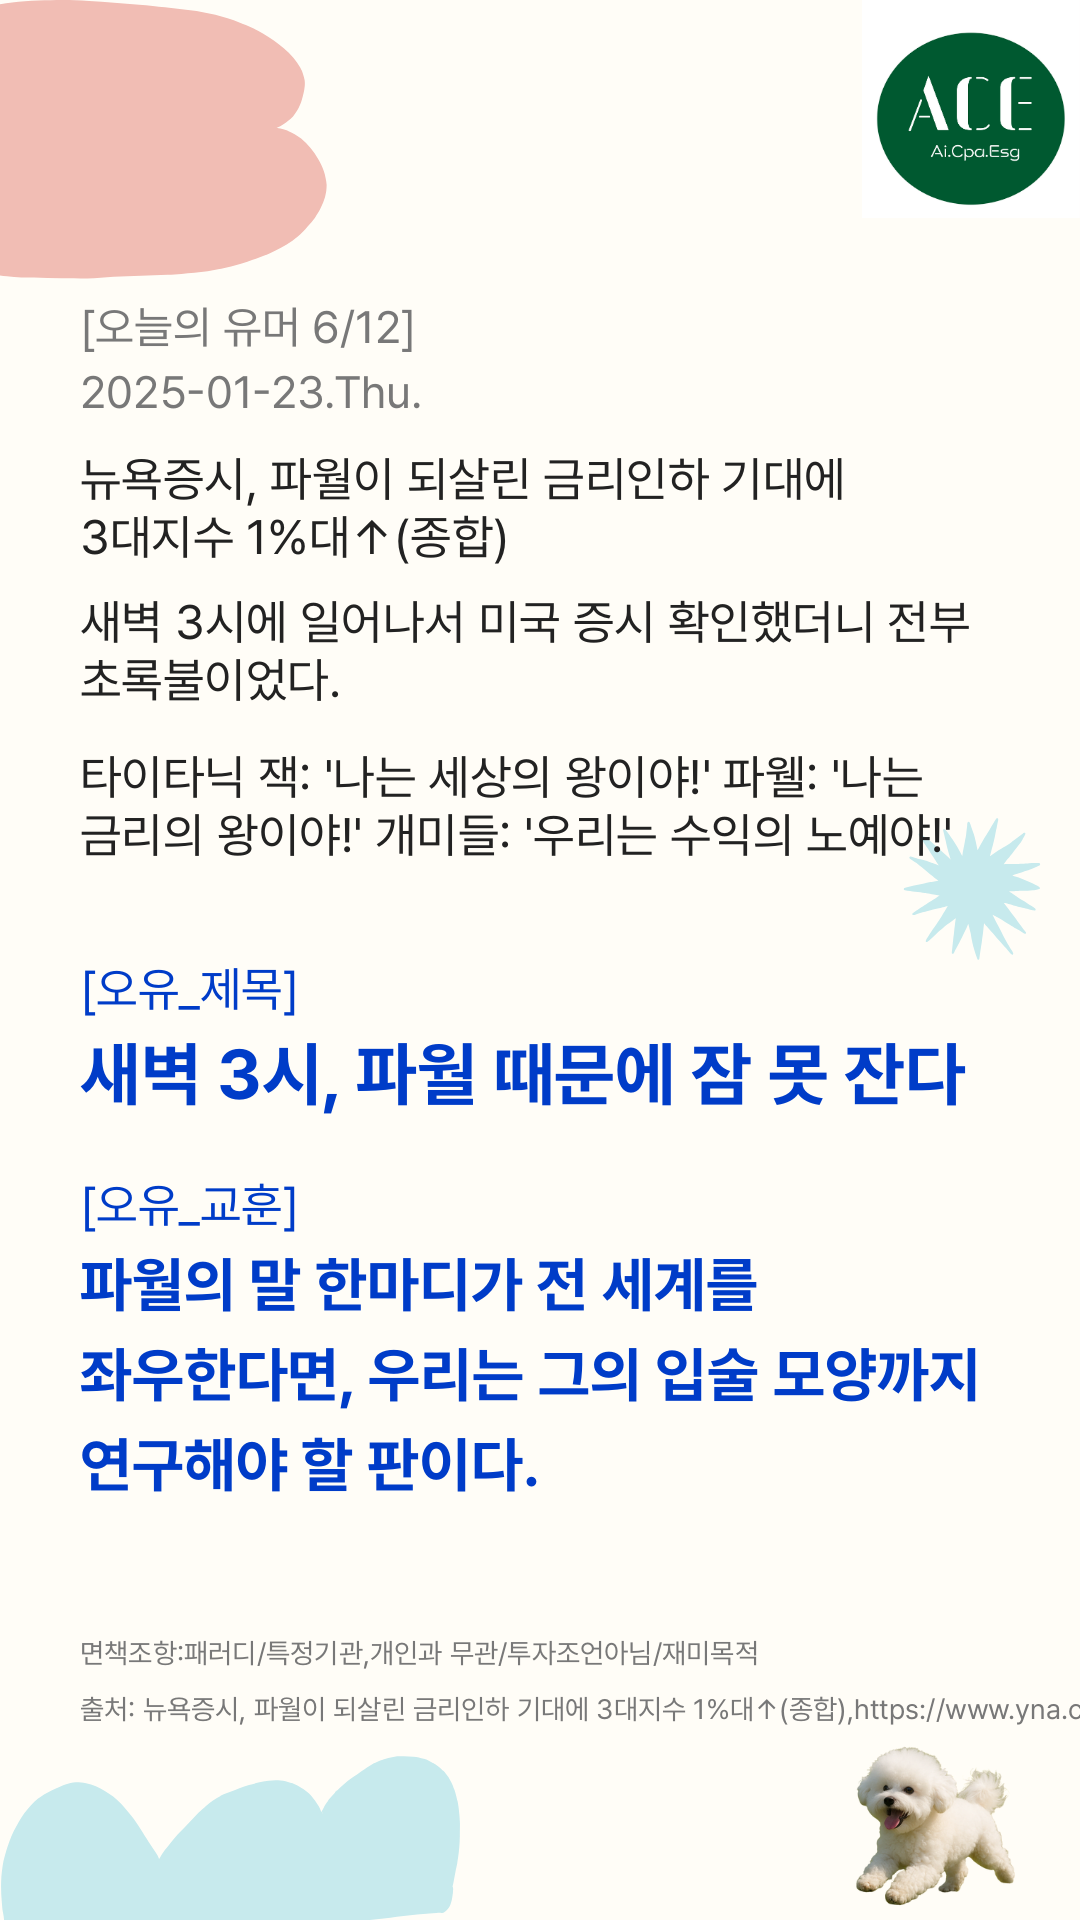 ACE
Ai.Cpa.Esg
[오늘의 유머 6/12]
2025-01-23.Thu.
뉴욕증시, 파월이 되살린 금리인하 기대에
3대지수 1%대↑(종합)
새벽 3시에 일어나서 미국 증시 확인했더니 전부
초록불이었다.
타이타닉 잭: '나는 세상의 왕이야!' 파웰: '나는
금리의 왕이야!' 개미들: '우리는 수익의 노예야!'
[오유_제목]
새벽 3시, 파월 때문에 잠 못 잔다
[오유_교훈]
파월의 말 한마디가 전 세계를
좌우한다면, 우리는 그의 입술 모양까지
연구해야 할 판이다.
면책조항:패러디/특정기관,개인과 무관/투자조언아님/재미목적
출처: 뉴욕증시, 파월이 되살린 금리인하 기대에 3대지수 1%대↑(종합),https://www.yna.c